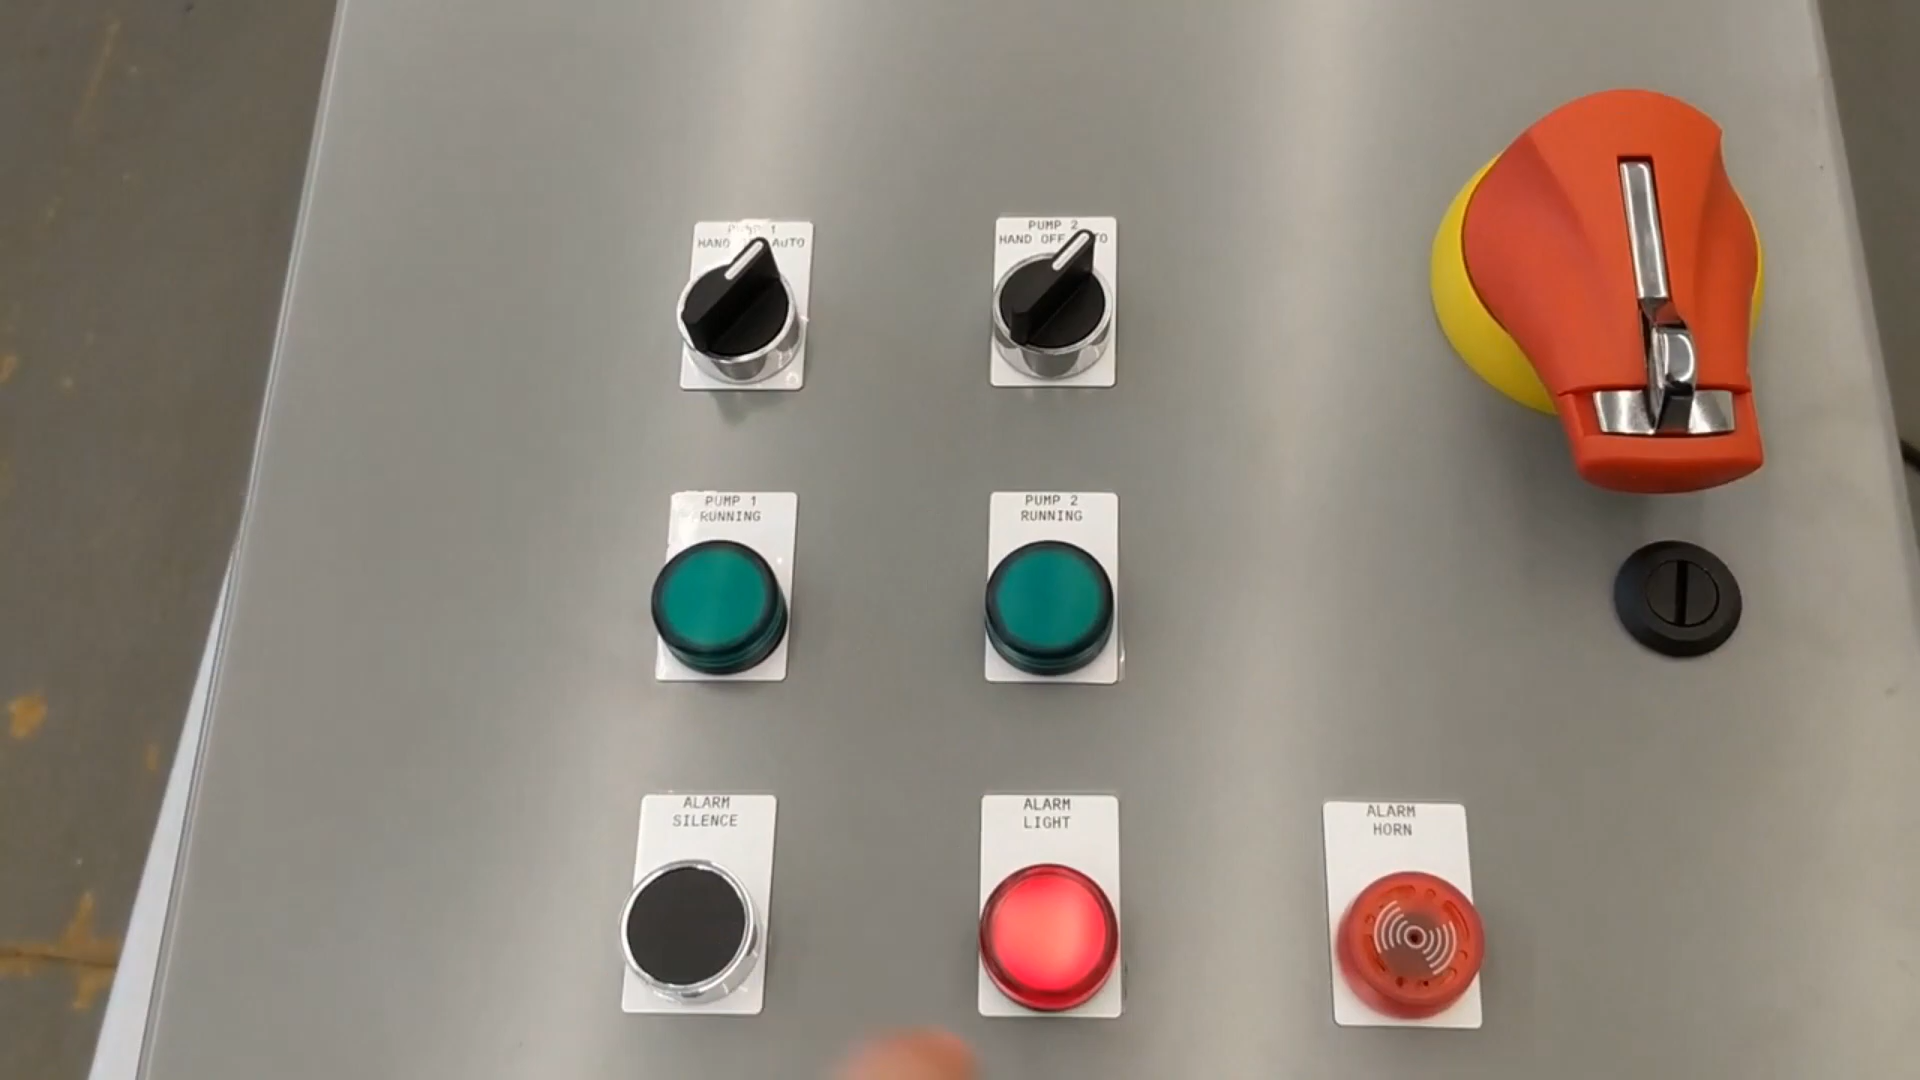 PUMP 1
HAND AUTO
PUMP 2
HAND OFF
PUMP 1
RUNNING
PUMP 2
RUNNING
ALARM
SILENCE
ALARM
LIGHT
ALARM
HORN